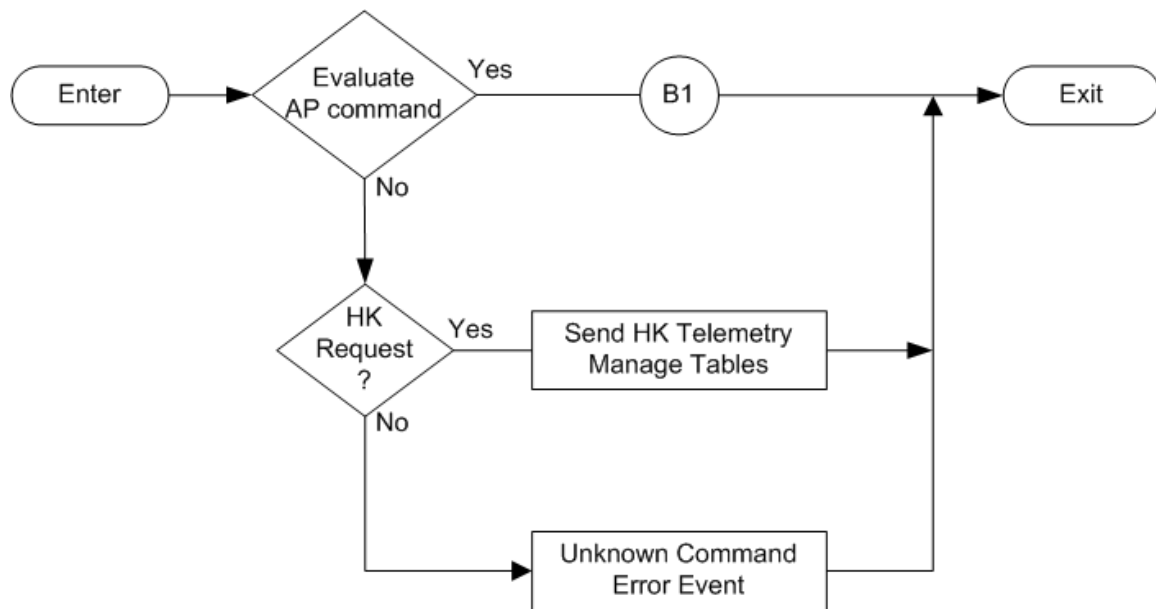 Enter
Evaluate
AP command
Yes
B1
Exit
No
HK
Request
?
Yes
Send HK Telemetry
Manage Tables
No
Unknown Command
Error Event